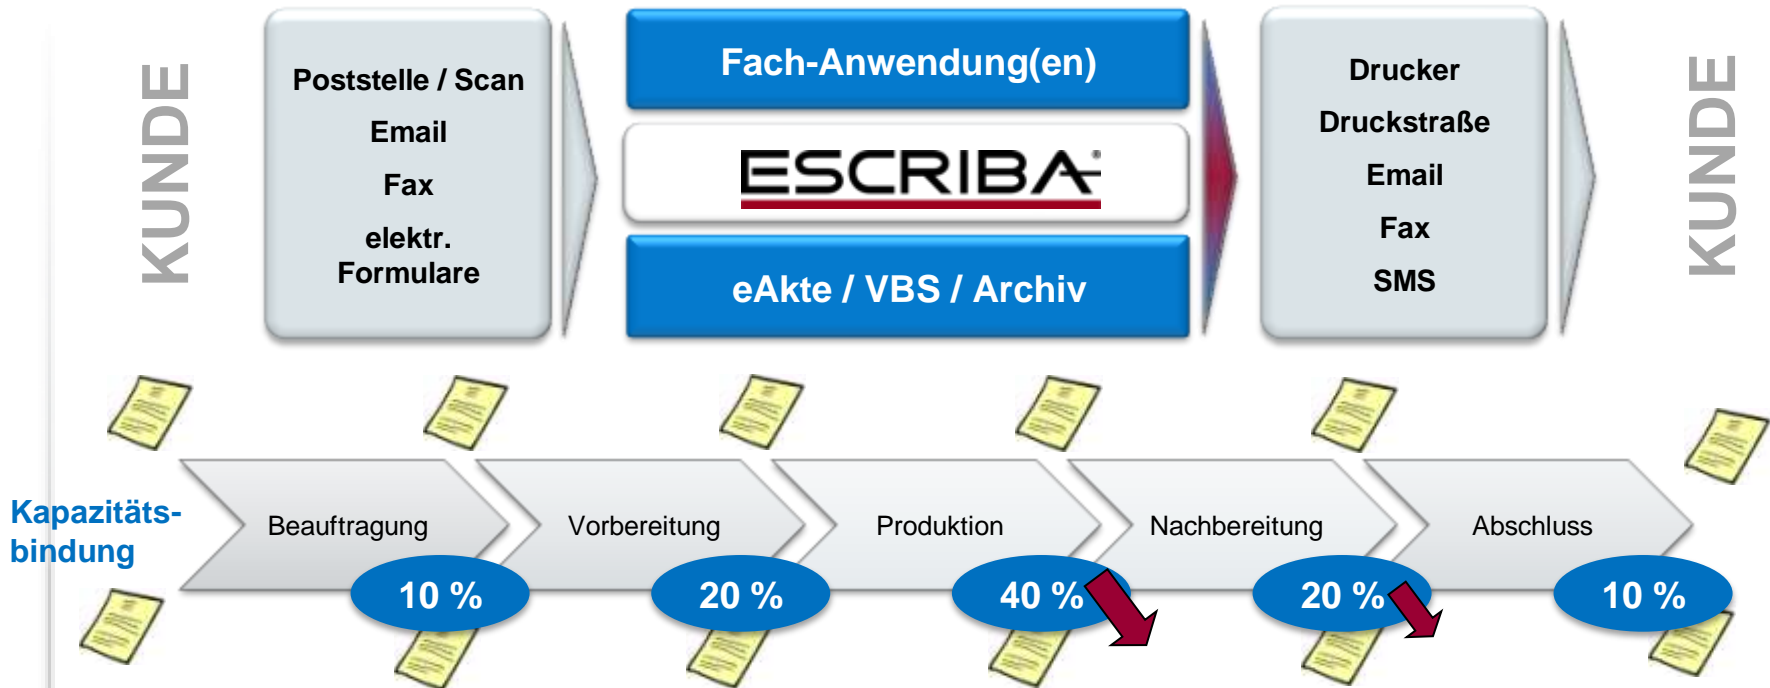 KUNDE
Poststelle / Scan
Email
Fax
elektr.
Formulare
Fach-Anwendung(en)
ESCRIBA
eAkte / VBS / Archiv
Drucker
Druckstraße
Email
Fax
SMS
KUNDE
Kapazitäts-
bindung
Beauftragung
Vorbereitung
Produktion
Nachbereitung
Abschluss
10 %
20 %
40 %
20 %
10 %